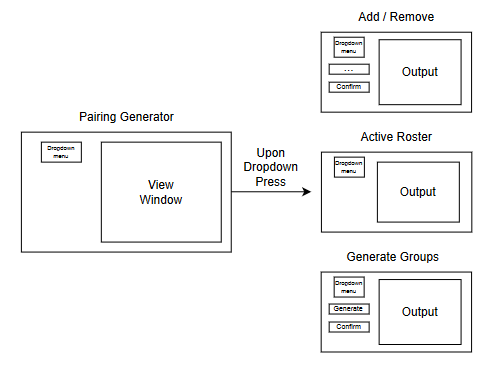 Add / Remove
Dropdown
menu
...
Confirm
Output
Pairing Generator
Dropdown
menu
View
Window
Upon
Dropdown
Press
Active Roster
Dropdown
menu
Output
Generate Groups
Dropdown
menu
Generate
Confirm
Output